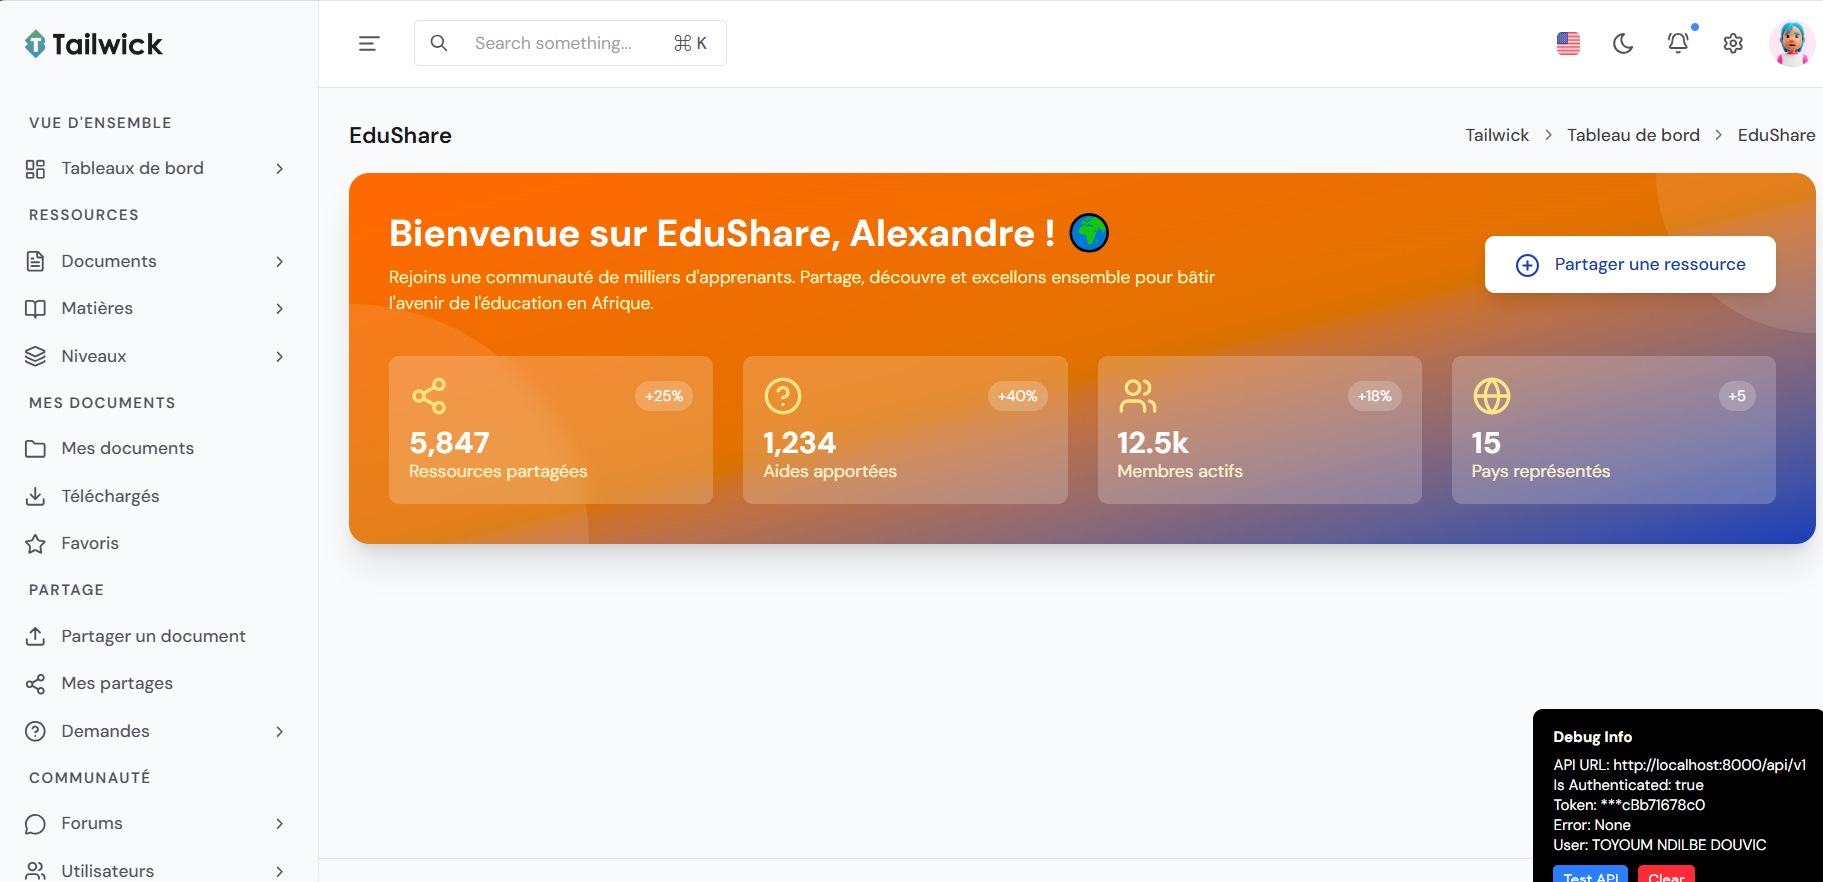 Tailwick
Search something...
⌘ K
VUE D'ENSEMBLE
Tableaux de bord
RESSOURCES
Documents
Matières
Niveaux
MES DOCUMENTS
Mes documents
Téléchargés
Favoris
PARTAGE
Partager un document
Mes partages
Demandes
COMMUNAUTÉ
Forums
Utilisateurs
EduShare
Tailwick > Tableau de bord > EduShare
Bienvenue sur EduShare, Alexandre ! 🌍
Rejoins une communauté de milliers d'apprenants. Partage, découvre et excellons ensemble pour bâtir
l'avenir de l'éducation en Afrique.
Partager une ressource
+25%
5,847
Ressources partagées
+40%
1,234
Aides apportées
+18%
12.5k
Membres actifs
+5
15
Pays représentés
Debug Info
API URL: http://localhost:8000/api/v1
Is Authenticated: true
Token: ***cBb71678c0
Error: None
User: TOYOUM NDILBE DOUVIC
Test API
Clear